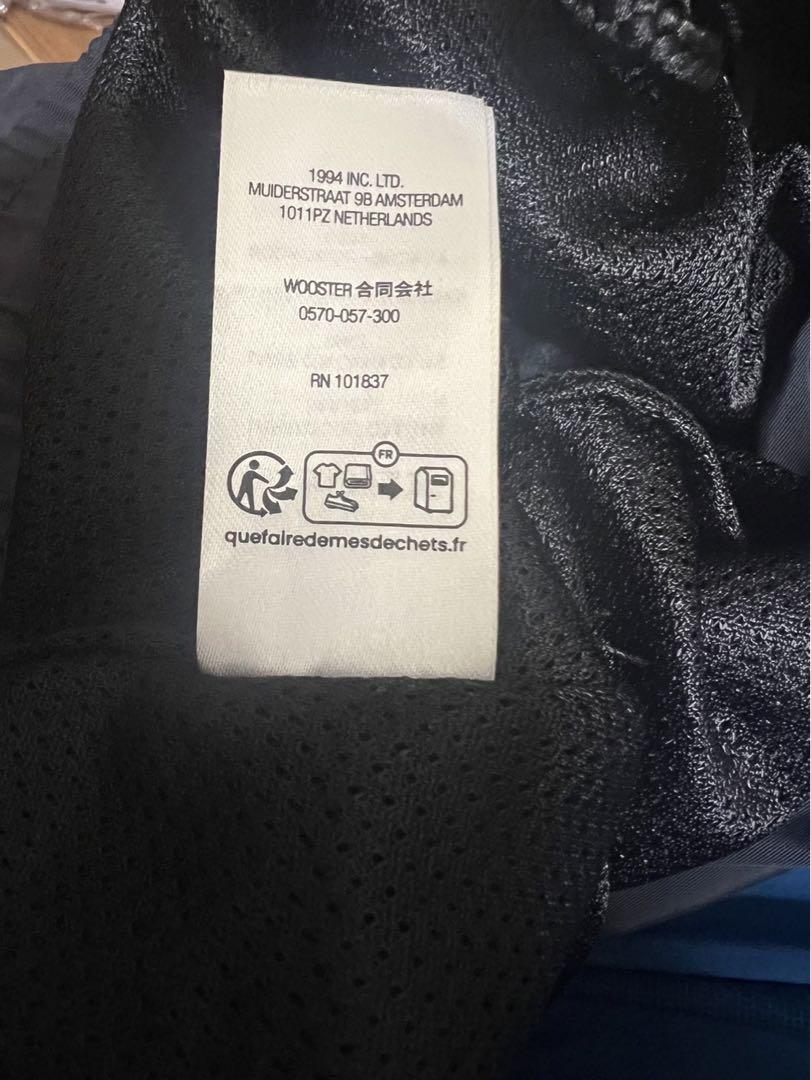 1994 INC. LTD.
MUIDERSTRAAT 9B AMSTERDAM
1011PZ NETHERLANDS
WOOSTER 合同会社
0570-057-300
RN 101837
FR
quefairedemesdechets.fr